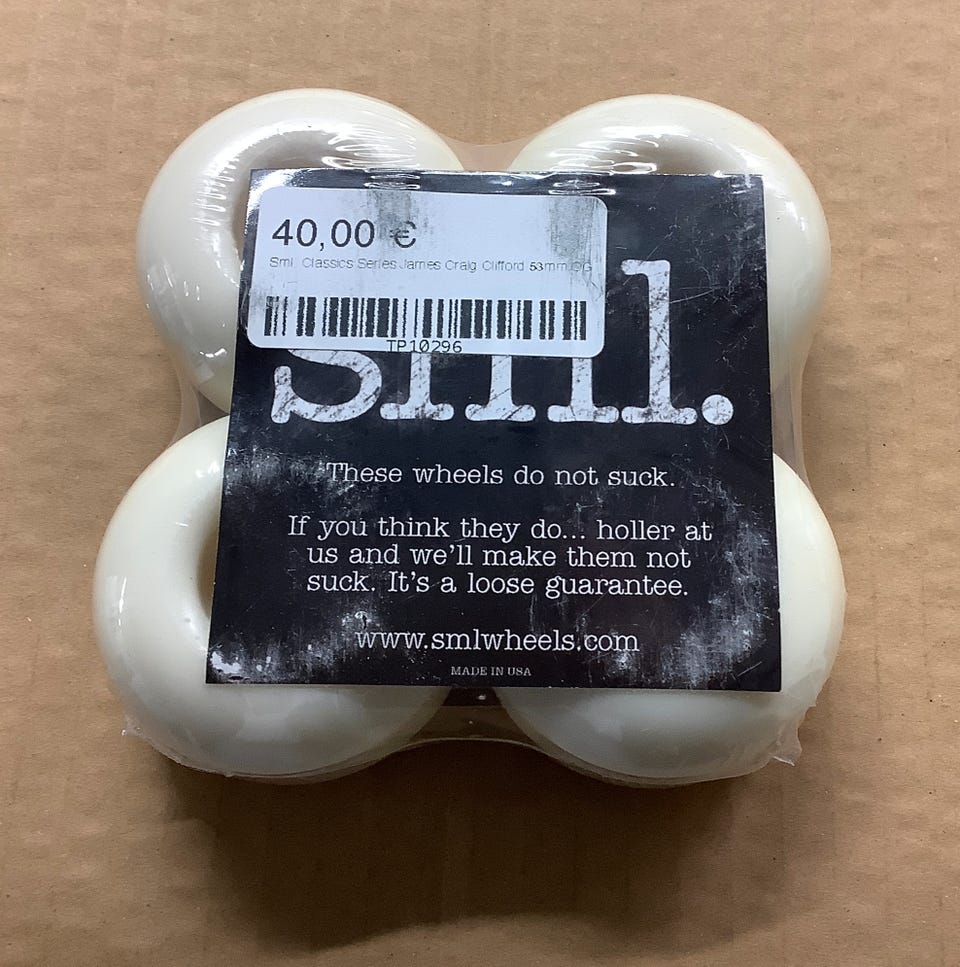 40,00 €
Sml. Classics Series James Craig Clifford 53mm OG
TP10296
sml.
These wheels do not suck.
If you think they do... holler at
us and we'll make them not
suck. It's a loose guarantee.
www.smlwheels.com
MADE IN USA